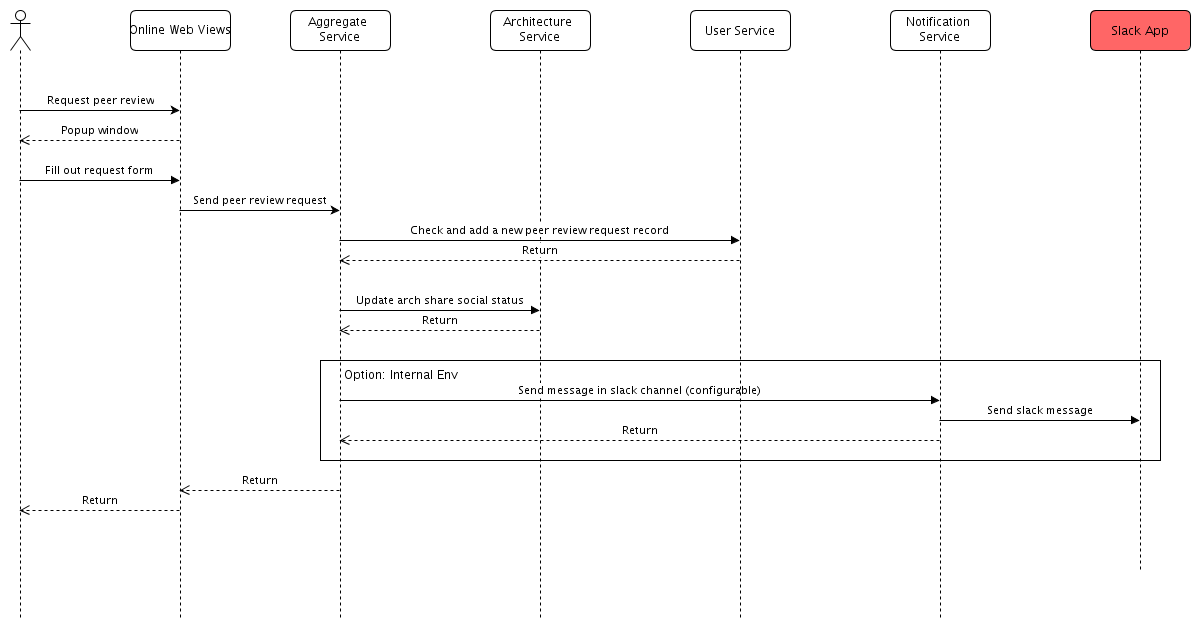 Online Web Views
Aggregate
Service
Architecture
Service
User Service
Notification
Service
Slack App
Request peer review
Popup window
Fill out request form
Send peer review request
Check and add a new peer review request record
Return
Update arch share social status
Return
Option: Internal Env
Send message in slack channel (configurable)
Send slack message
Return
Return
Return